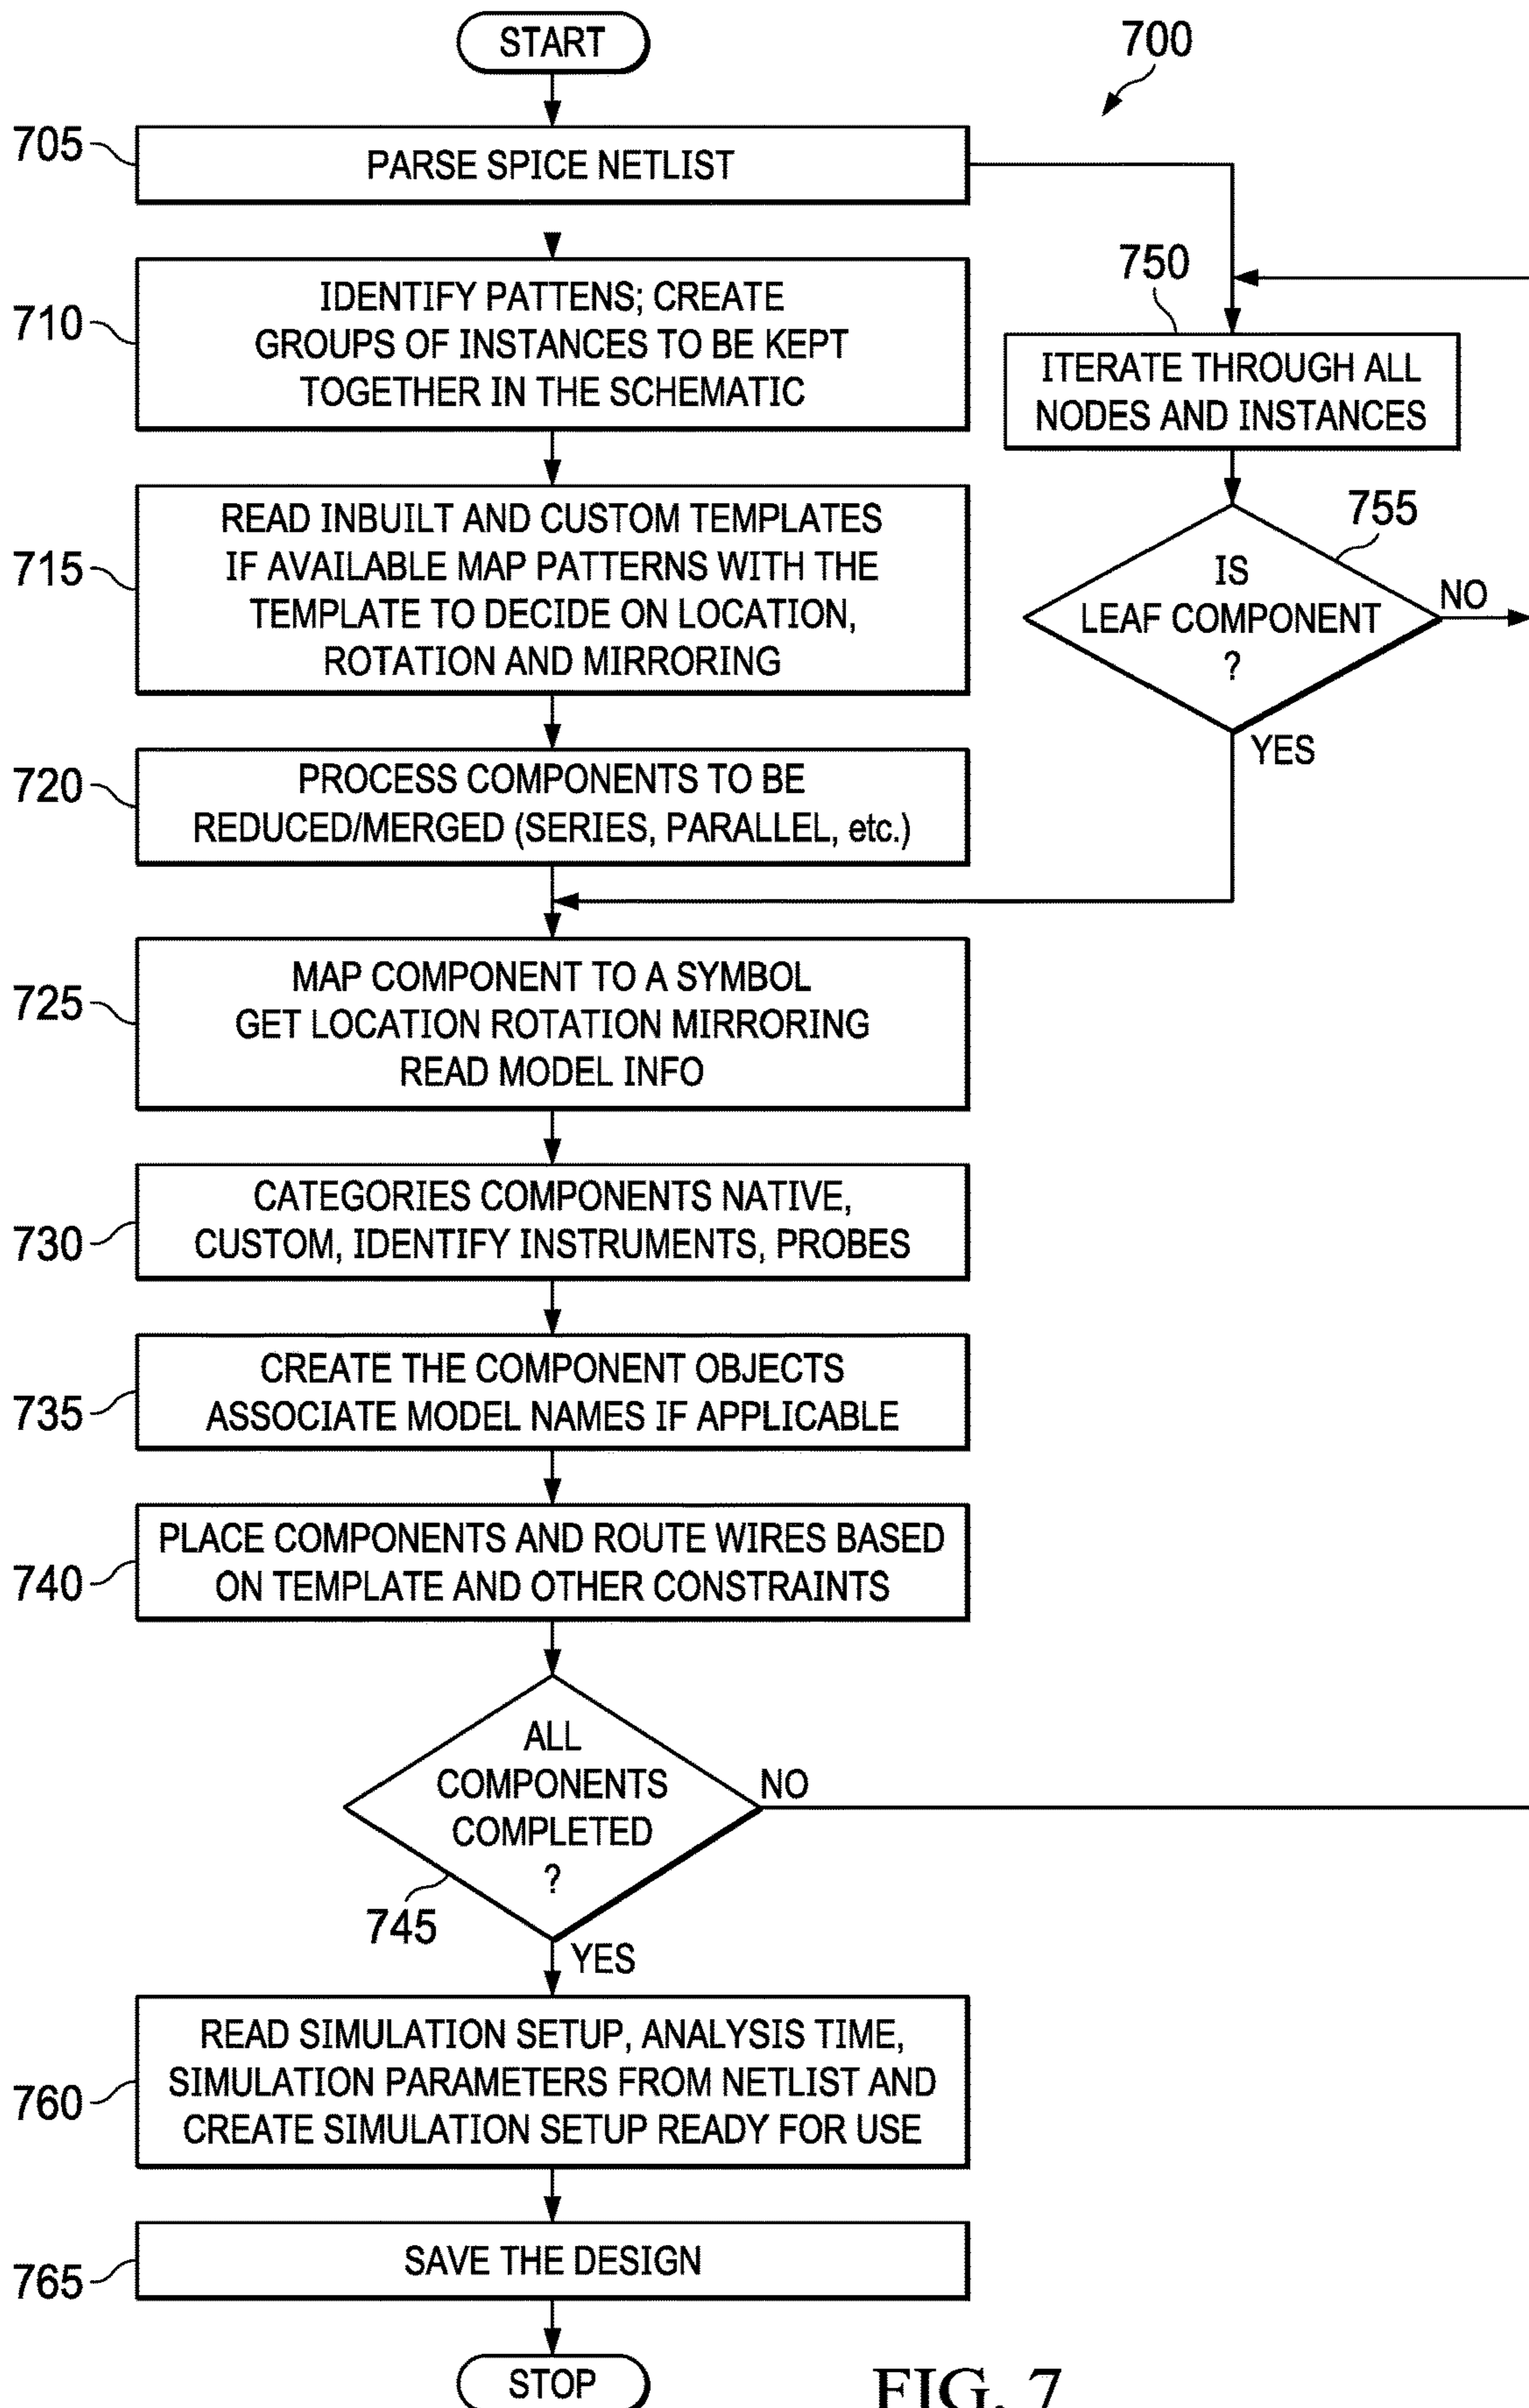 START
700
705
PARSE SPICE NETLIST
710
IDENTIFY PATTENS; CREATE
GROUPS OF INSTANCES TO BE KEPT
TOGETHER IN THE SCHEMATIC
750
ITERATE THROUGH ALL
NODES AND INSTANCES
715
READ INBUILT AND CUSTOM TEMPLATES
IF AVAILABLE MAP PATTERNS WITH THE
TEMPLATE TO DECIDE ON LOCATION,
ROTATION AND MIRRORING
755
IS
LEAF COMPONENT
?
NO
YES
720
PROCESS COMPONENTS TO BE
REDUCED/MERGED (SERIES, PARALLEL, etc.)
725
MAP COMPONENT TO A SYMBOL
GET LOCATION ROTATION MIRRORING
READ MODEL INFO
730
CATEGORIES COMPONENTS NATIVE,
CUSTOM, IDENTIFY INSTRUMENTS, PROBES
735
CREATE THE COMPONENT OBJECTS
ASSOCIATE MODEL NAMES IF APPLICABLE
740
PLACE COMPONENTS AND ROUTE WIRES BASED
ON TEMPLATE AND OTHER CONSTRAINTS
ALL
COMPONENTS
COMPLETED
?
NO
745
YES
760
READ SIMULATION SETUP, ANALYSIS TIME,
SIMULATION PARAMETERS FROM NETLIST AND
CREATE SIMULATION SETUP READY FOR USE
765
SAVE THE DESIGN
STOP
FIG. 7